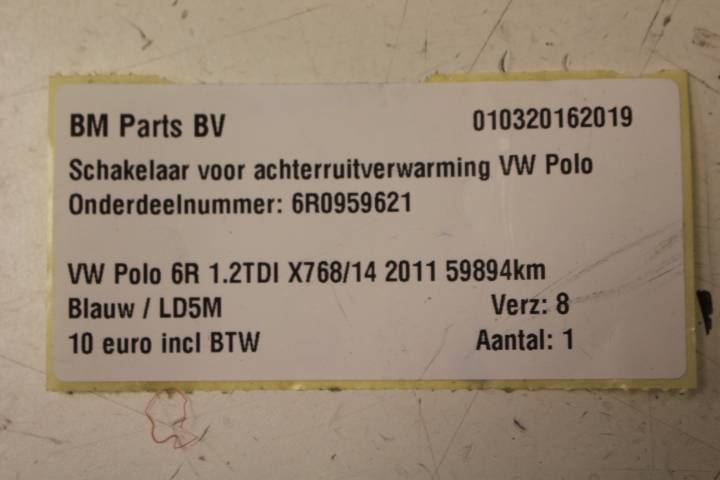 BM Parts BV 010320162019
Schakelaar voor achterruitverwarming VW Polo
Onderdeelnummer: 6R0959621
VW Polo 6R 1.2TDI X768/14 2011 59894km
Blauw / LD5M Verz: 8
10 euro incl BTW Aantal: 1